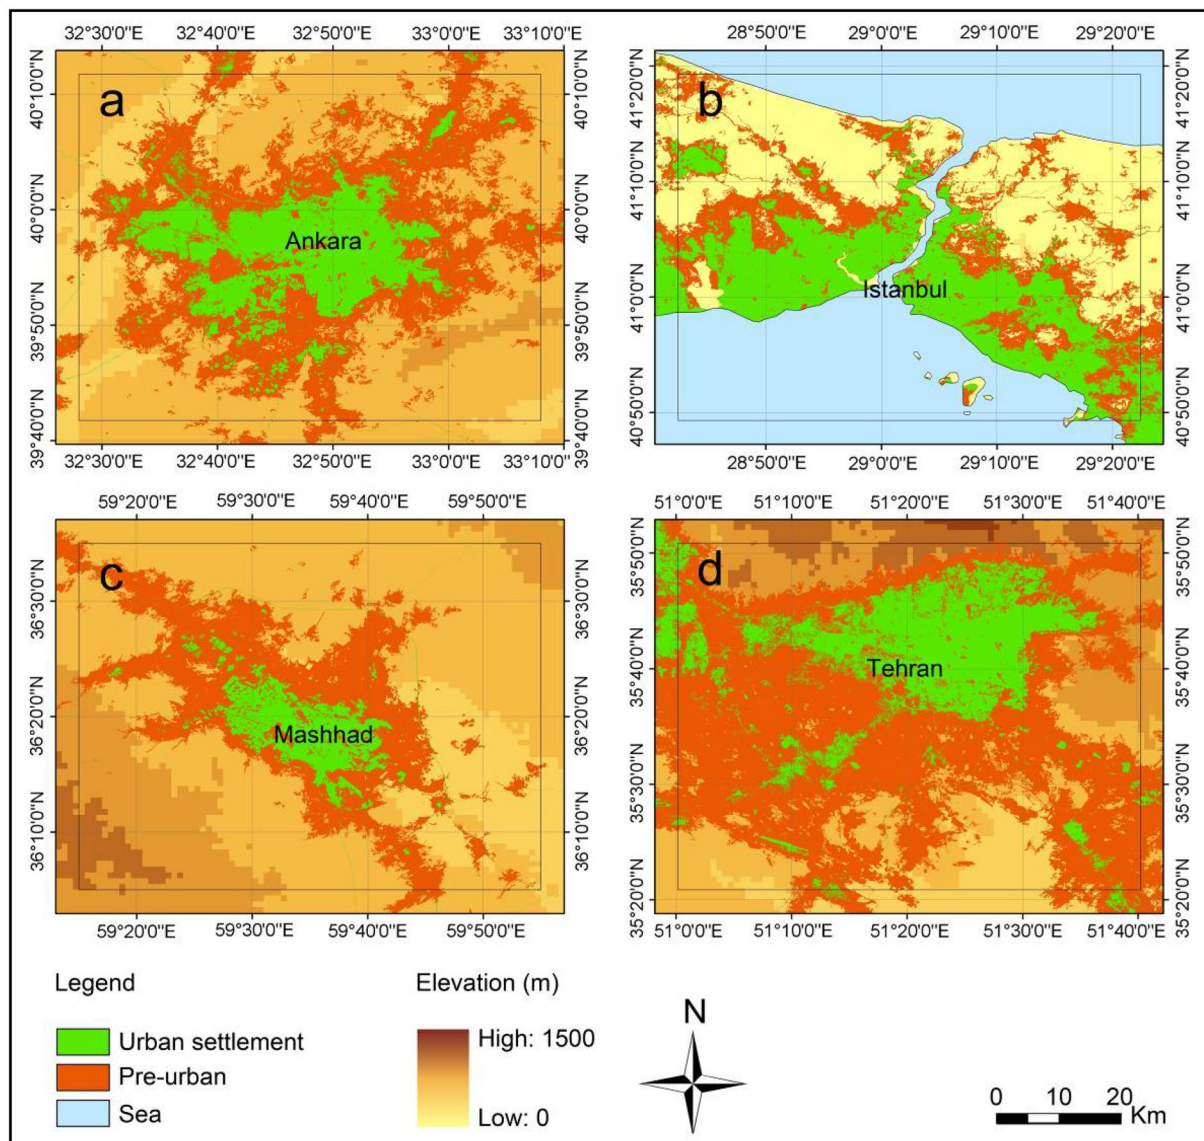 32°30'0"E 32°40'0"E 32°50'0"E 33°0'0"E 33°10'0"E
28°50'0"E 29°0'0"E 29°10'0"E 29°20'0"E
a
40°10'0"N
40°0'0"N
39°50'0"N
39°40'0"N
Ankara
40°10'0"N
40°0'0"N
39°50'0"N
39°40'0"N
32°30'0"E 32°40'0"E 32°50'0"E 33°0'0"E 33°10'0"E
b
41°20'0"N
41°10'0"N
41°0'0"N
40°50'0"N
Istanbul
41°20'0"N
41°10'0"N
41°0'0"N
40°50'0"N
28°50'0"E 29°0'0"E 29°10'0"E 29°20'0"E
59°20'0"E 59°30'0"E 59°40'0"E 59°50'0"E
51°0'0"E 51°10'0"E 51°20'0"E 51°30'0"E 51°40'0"E
c
36°30'0"N
36°20'0"N
36°10'0"N
Mashhad
36°30'0"N
36°20'0"N
36°10'0"N
59°20'0"E 59°30'0"E 59°40'0"E 59°50'0"E
d
35°50'0"N
35°40'0"N
35°30'0"N
35°20'0"N
Tehran
35°50'0"N
35°40'0"N
35°30'0"N
35°20'0"N
51°0'0"E 51°10'0"E 51°20'0"E 51°30'0"E 51°40'0"E
Legend
Urban settlement
Pre-urban
Sea
Elevation (m)
High: 1500
Low: 0
N
0 10 20
Km